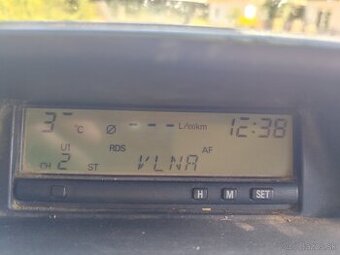 3 °C Ø --- L/100km 12:38
U1 RDS AF
CH 2 ST VLNA
H M SET